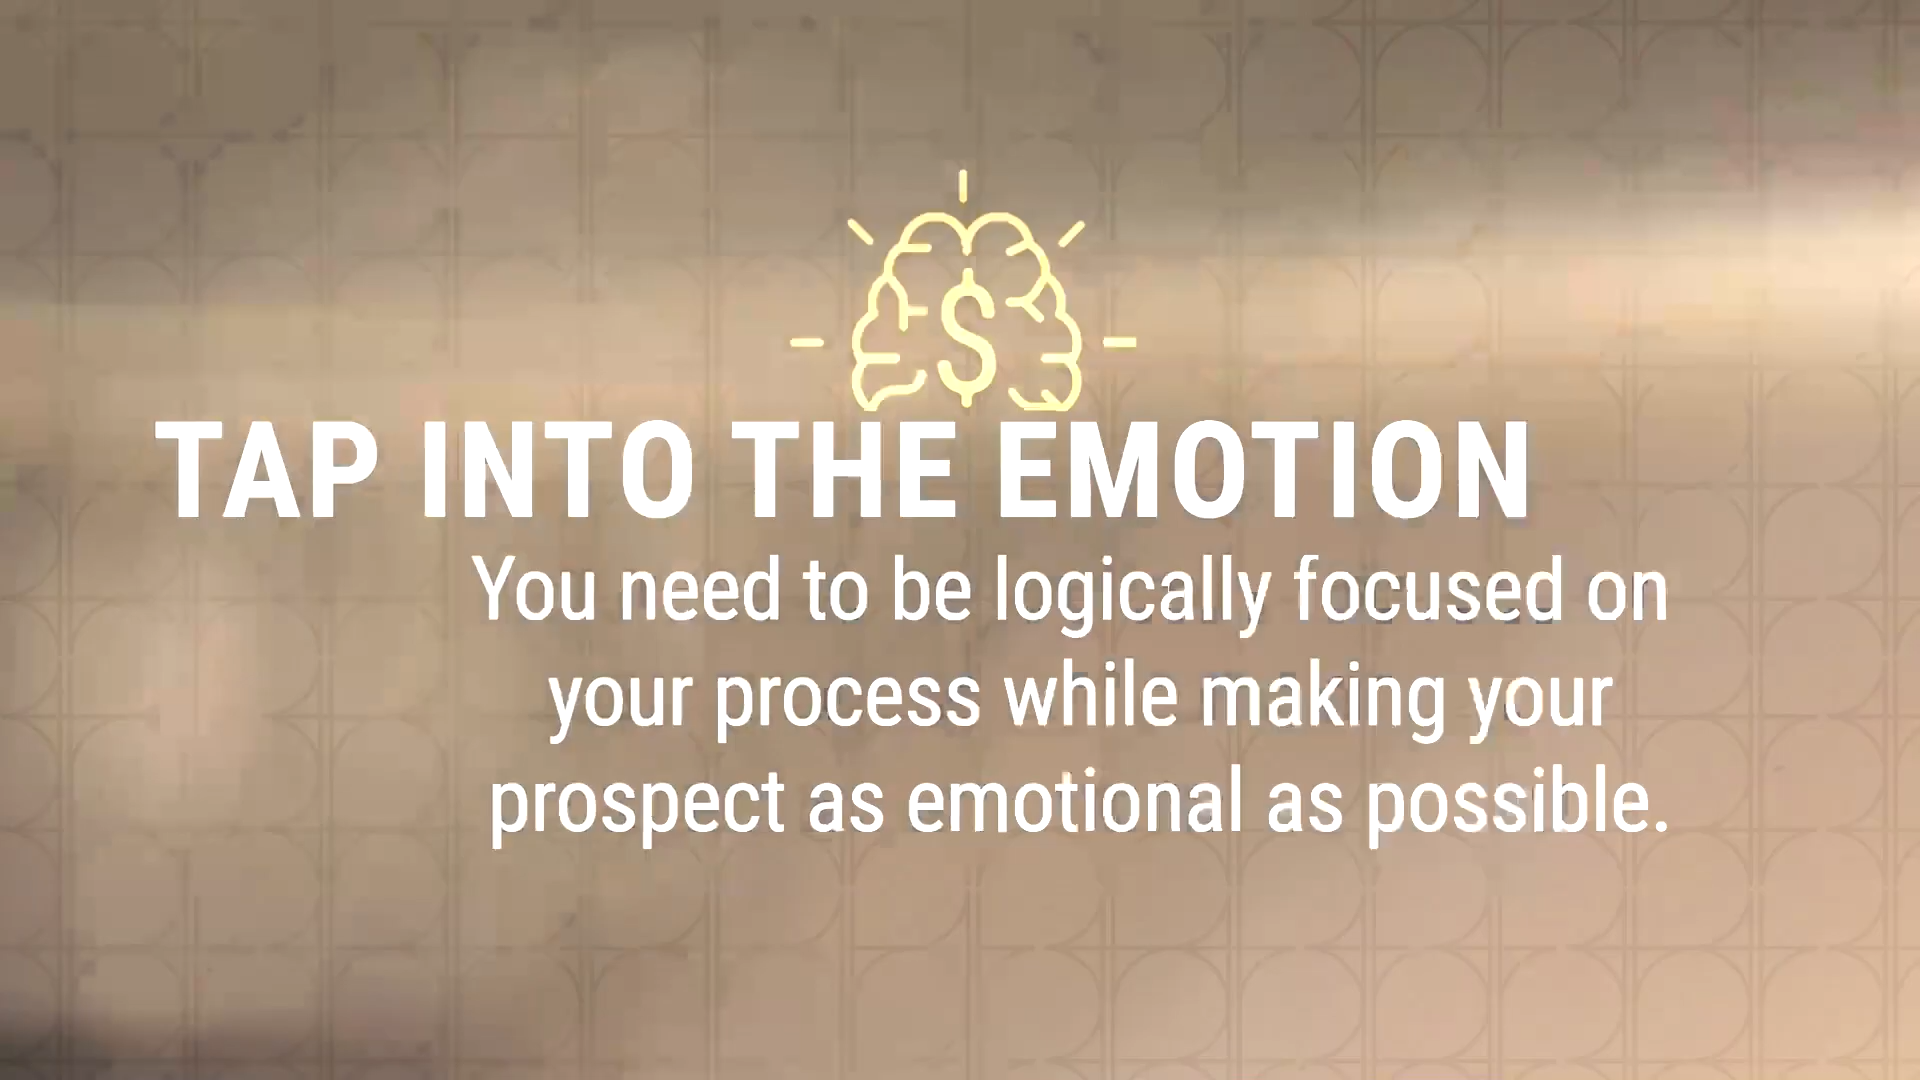 TAP INTO THE EMOTION
You need to be logically focused on
your process while making your
prospect as emotional as possible.